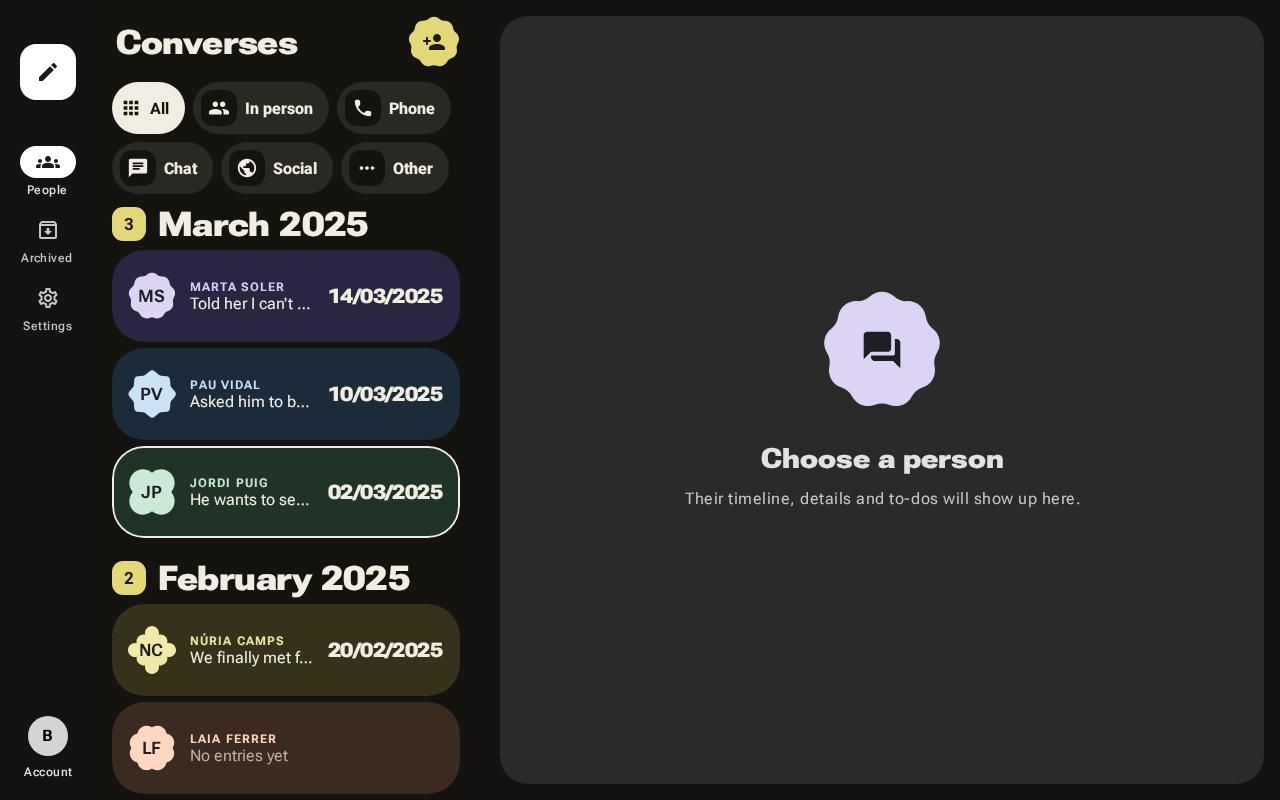 Converses
All
In person
Phone
Chat
Social
Other
People
Archived
Settings
3
March 2025
MS
MARTA SOLER
Told her I can't ...
14/03/2025
PV
PAU VIDAL
Asked him to b...
10/03/2025
JP
JORDI PUIG
He wants to se...
02/03/2025
2
February 2025
NC
NÚRIA CAMPS
We finally met f...
20/02/2025
LF
LAIA FERRER
No entries yet
B
Account
Choose a person
Their timeline, details and to-dos will show up here.